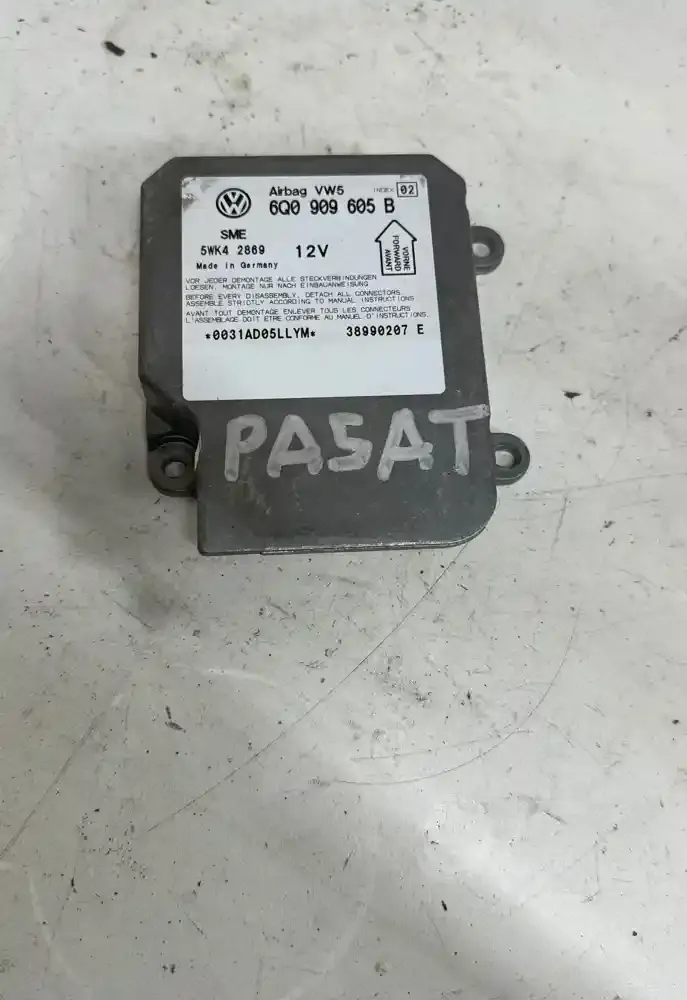 Airbag VW5 INDEX 02
6Q0 909 605 B
SME
5WK4 2869 12V
Made in Germany
VORNE
FORWARD
AVANT
VOR JEDER DEMONTAGE ALLE STECKVERBINDUNGEN
LOESEN, MONTAGE NUR NACH EINBAUANWEISUNG
BEFORE EVERY DISASSEMBLY, DETACH ALL CONNECTORS
ASSEMBLE STRICTLY ACCORDING TO MANUAL INSTRUCTIONS
AVANT TOUT DEMONTAGE ENLEVER TOUS LES CONNECTEURS
L'ASSEMBLAGE DOIT ETRE CONFORME AU MANUEL D'INSTRUCTIONS.
*0031AD05LLYM* 38990207 E
PASAT